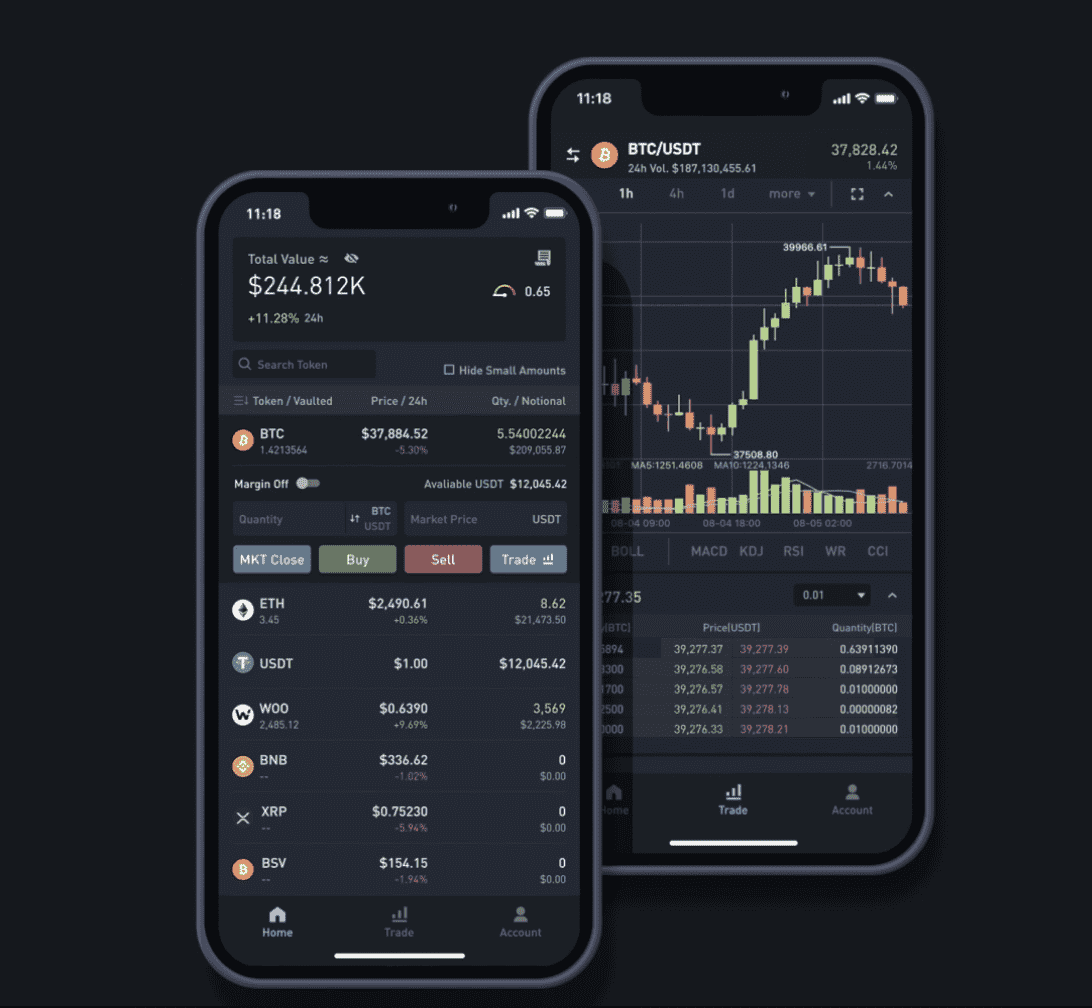 11:18
Total Value ≈
$244.812K
0.65
+11.28% 24h
Search Token
Hide Small Amounts
Token / Vaulted Price / 24h Qty. / Notional
BTC $37,884.52 5.54002244
1.4213564 -5.30% $209,055.87
Margin Off Avaliable USDT $12,045.42
Quantity BTC USDT Market Price USDT
MKT Close Buy Sell Trade
ETH $2,490.61 8.62
3.45 +0.36% $21,473.50
USDT $1.00 $12,045.42
WOO $0.6390 3,569
2,485.12 +9.69% $2,225.98
BNB $336.62 0
-- -1.02% $0.00
XRP $0.75230 0
-- -5.94% $0.00
BSV $154.15 0
-- -1.94% $0.00
Home Trade Account
11:18
BTC/USDT 37,828.42
24h Vol. $187,130,455.61 1.44%
1h 4h 1d more
39966.61
37508.80
MA5:1251.4608 MA10:1224.1346 2716.7014
08-04 09:00 08-04 18:00 08-05 02:00
BOLL MACD KDJ RSI WR CCI
277.35 0.01
(BTC) Price(USDT) Quantity(BTC)
5894 39,277.37 39,277.39 0.63911390
3300 39,276.58 39,277.60 0.08912673
1700 39,276.57 39,277.78 0.01000000
2500 39,276.41 39,278.13 0.00000082
0000 39,276.33 39,278.21 0.01000000
Home Trade Account